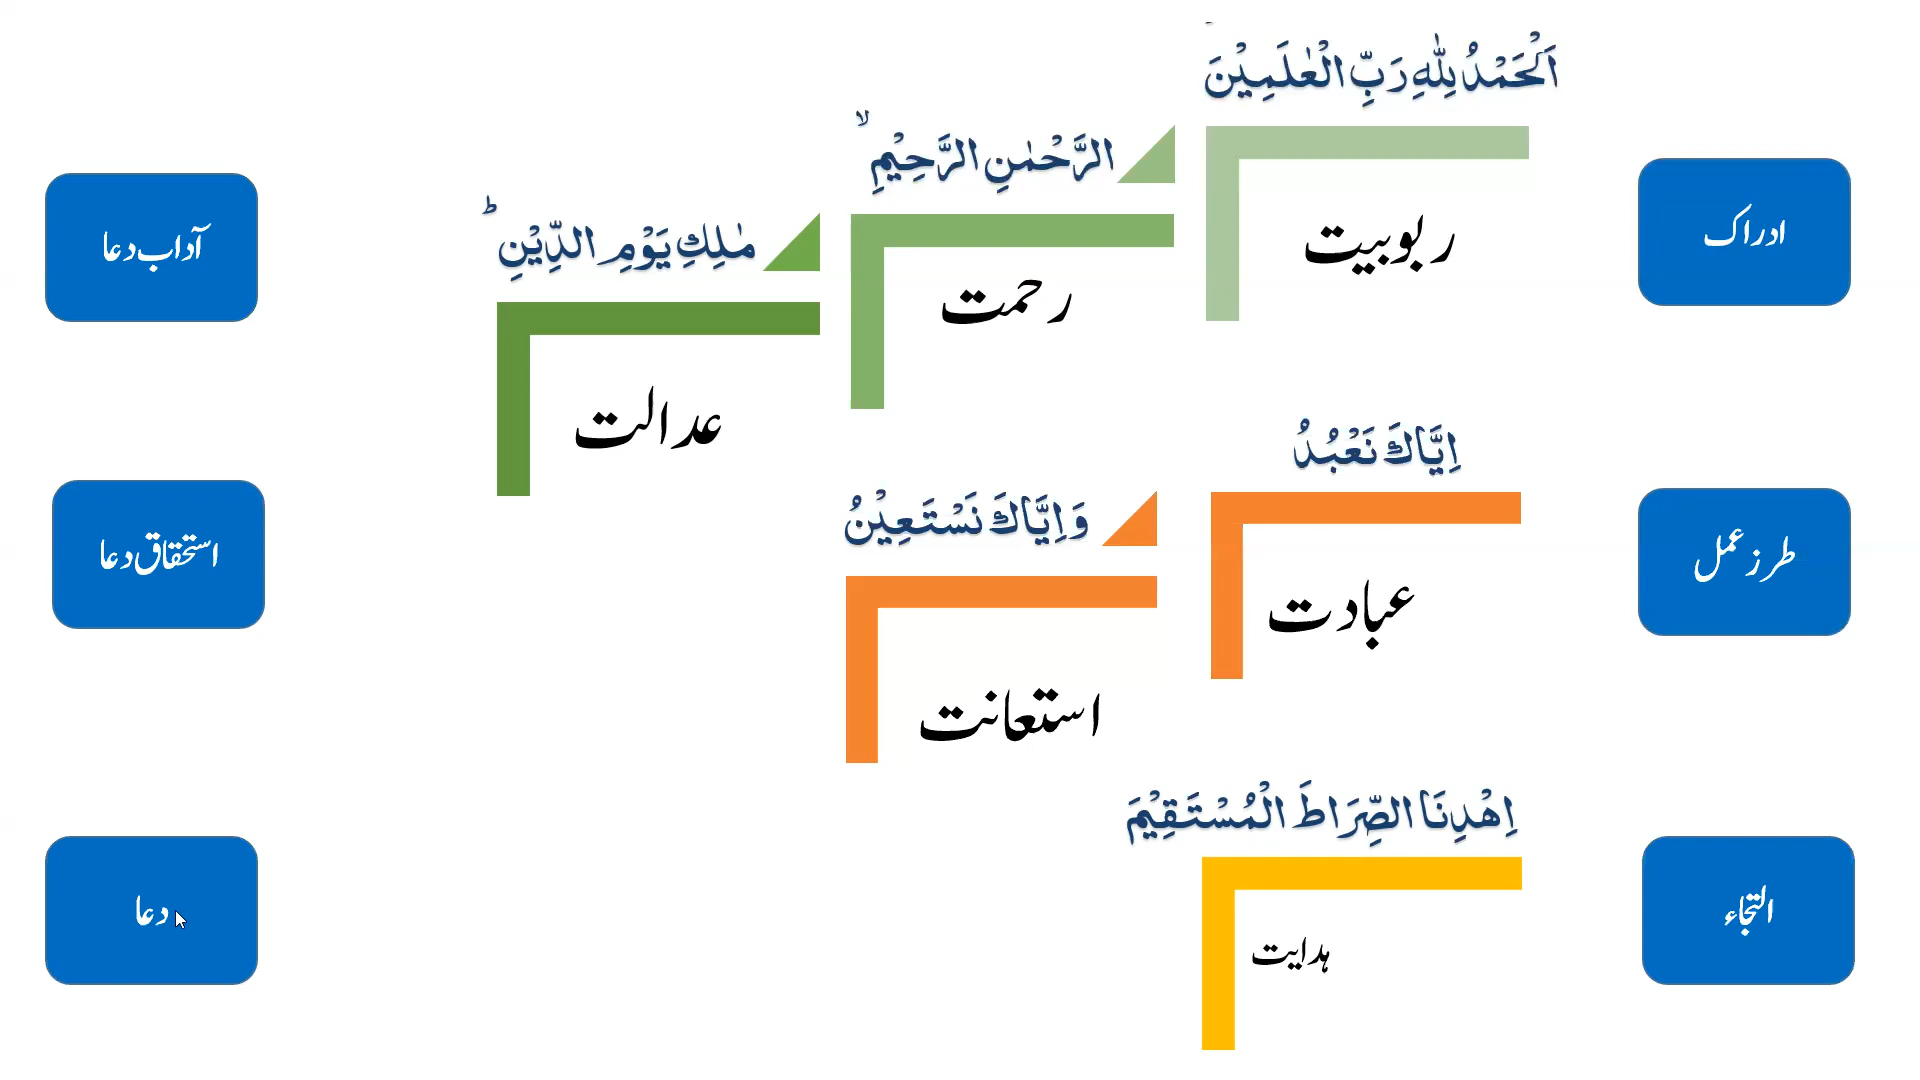 اَلْحَمْدُ لِلّٰهِ رَبِّ الْعٰلَمِيْنَ
ادراک
ربوبیت
الرَّحْمٰنِ الرَّحِيْمِ ۙ
رحمت
مٰلِكِ يَوْمِ الدِّيْنِ ؕ
عدالت
آداب دعا
اِيَّاكَ نَعْبُدُ
طرز عمل
عبادت
وَاِيَّاكَ نَسْتَعِيْنُ
استعانت
استحقاق دعا
اِهْدِنَا الصِّرَاطَ الْمُسْتَقِيْمَ
التجاء
ہدایت
دعا